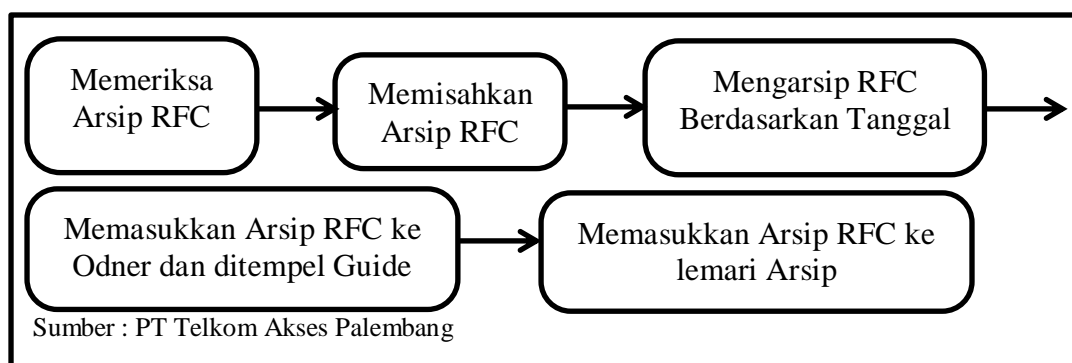 Memeriksa
Arsip RFC
Memisahkan
Arsip RFC
Mengarsip RFC
Berdasarkan Tanggal
Memasukkan Arsip RFC ke
Odner dan ditempel Guide
Memasukkan Arsip RFC ke
lemari Arsip
Sumber : PT Telkom Akses Palembang